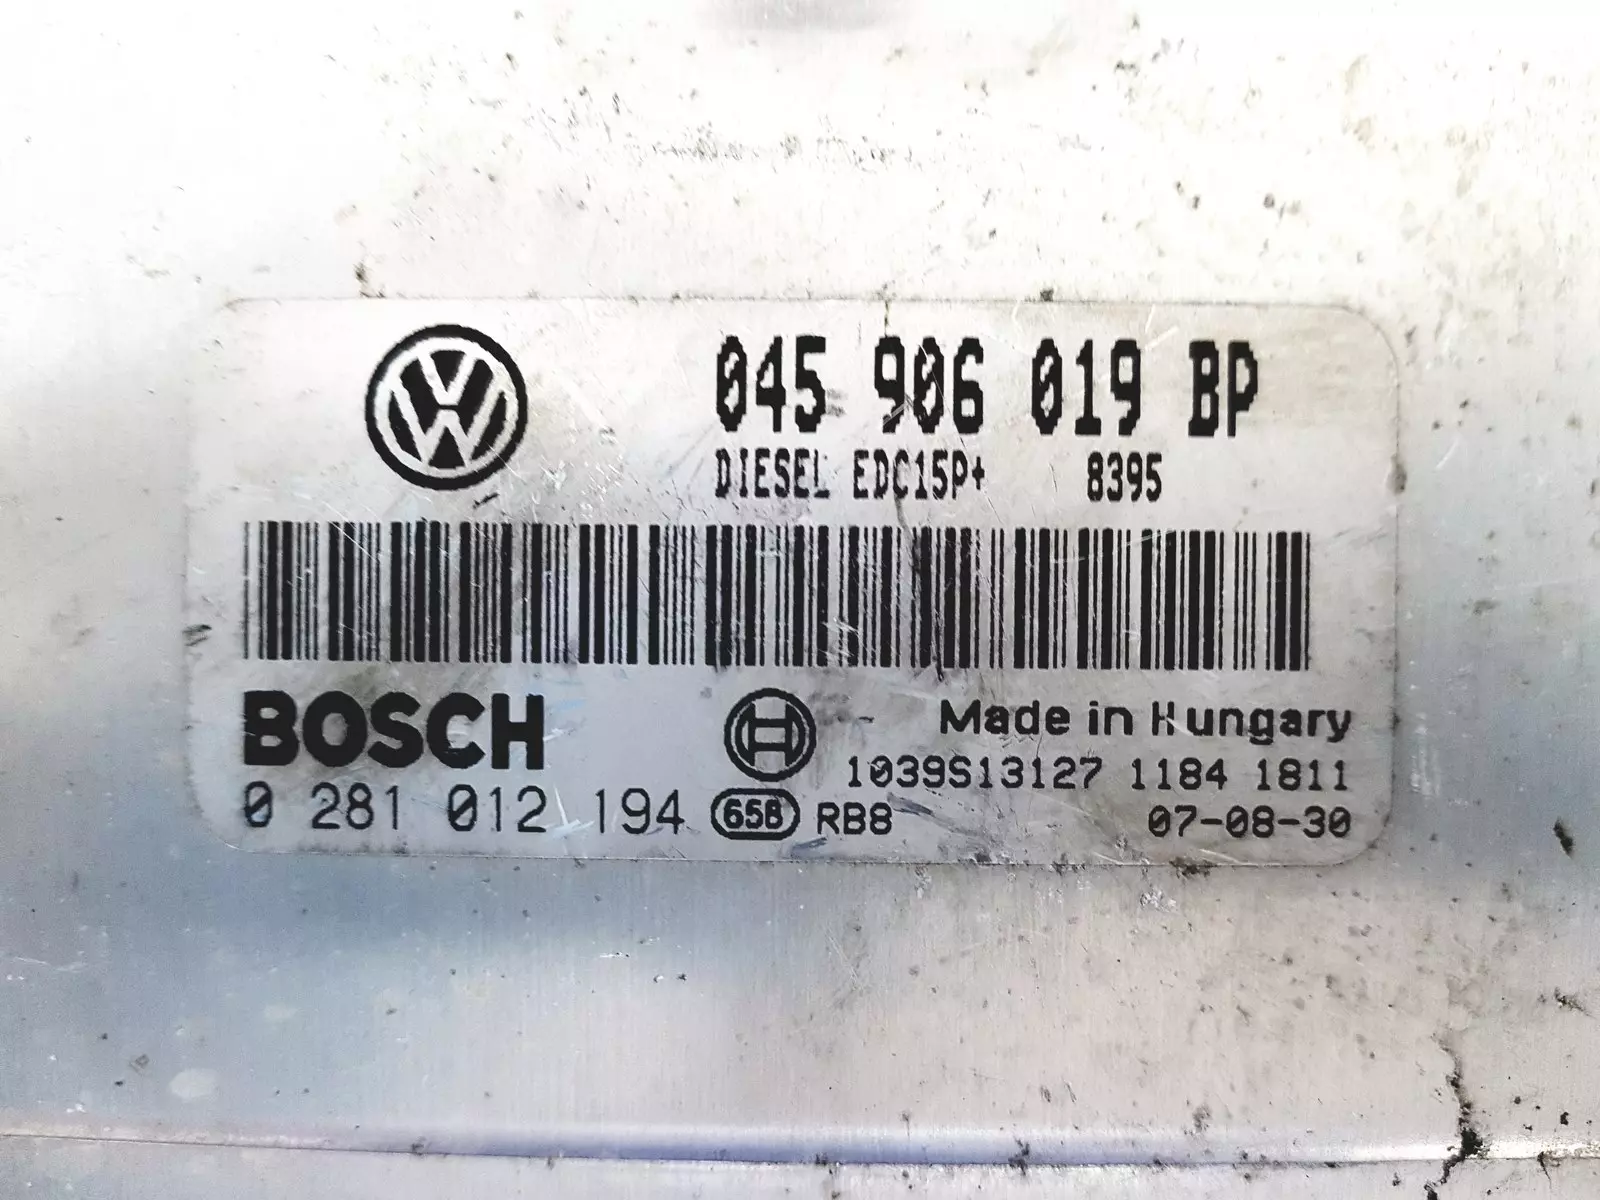 045 906 019 BP
DIESEL EDC15P+ 8395
BOSCH
Made in Hungary
1039S13127 1184 1811
0 281 012 194 65B RB8 07-08-30